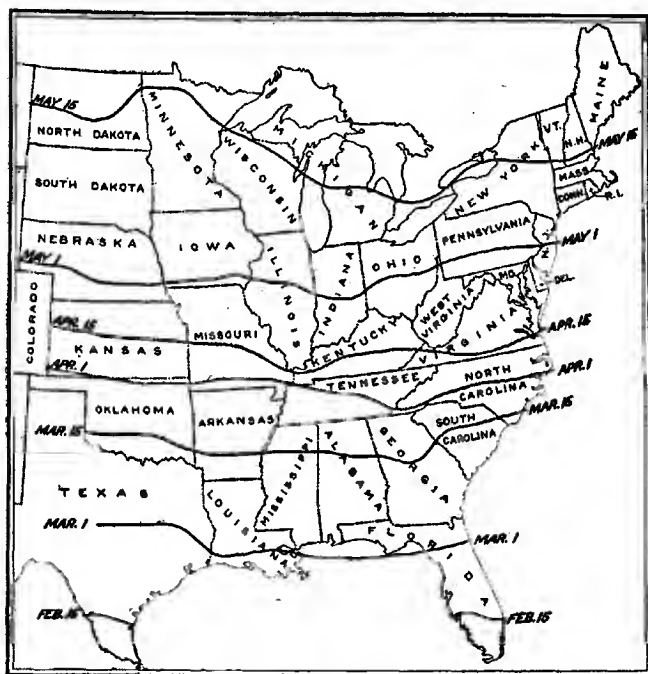 MAINE
MAY 15
MINNESOTA
VT.
N.H.
NORTH DAKOTA
WISCONSIN
MICHIGAN
NEW YORK
MAY 15
MASS.
SOUTH DAKOTA
CONN.
R.I.
NEBRASKA
IOWA
PENNSYLVANIA
MAY 1
ILLINOIS
INDIANA
OHIO
N.J.
MAY 1
MD.
DEL.
COLORADO
WEST
VIRGINIA
APR. 15
MISSOURI
KENTUCKY
VIRGINIA
APR. 15
KANSAS
APR. 1
TENNESSEE
NORTH
CAROLINA
APR. 1
OKLAHOMA
ARKANSAS
MAR. 15
SOUTH
CAROLINA
MAR. 15
MISSISSIPPI
ALABAMA
GEORGIA
TEXAS
LOUISIANA
MAR. 1
FLORIDA
MAR. 1
FEB. 15
FEB. 15